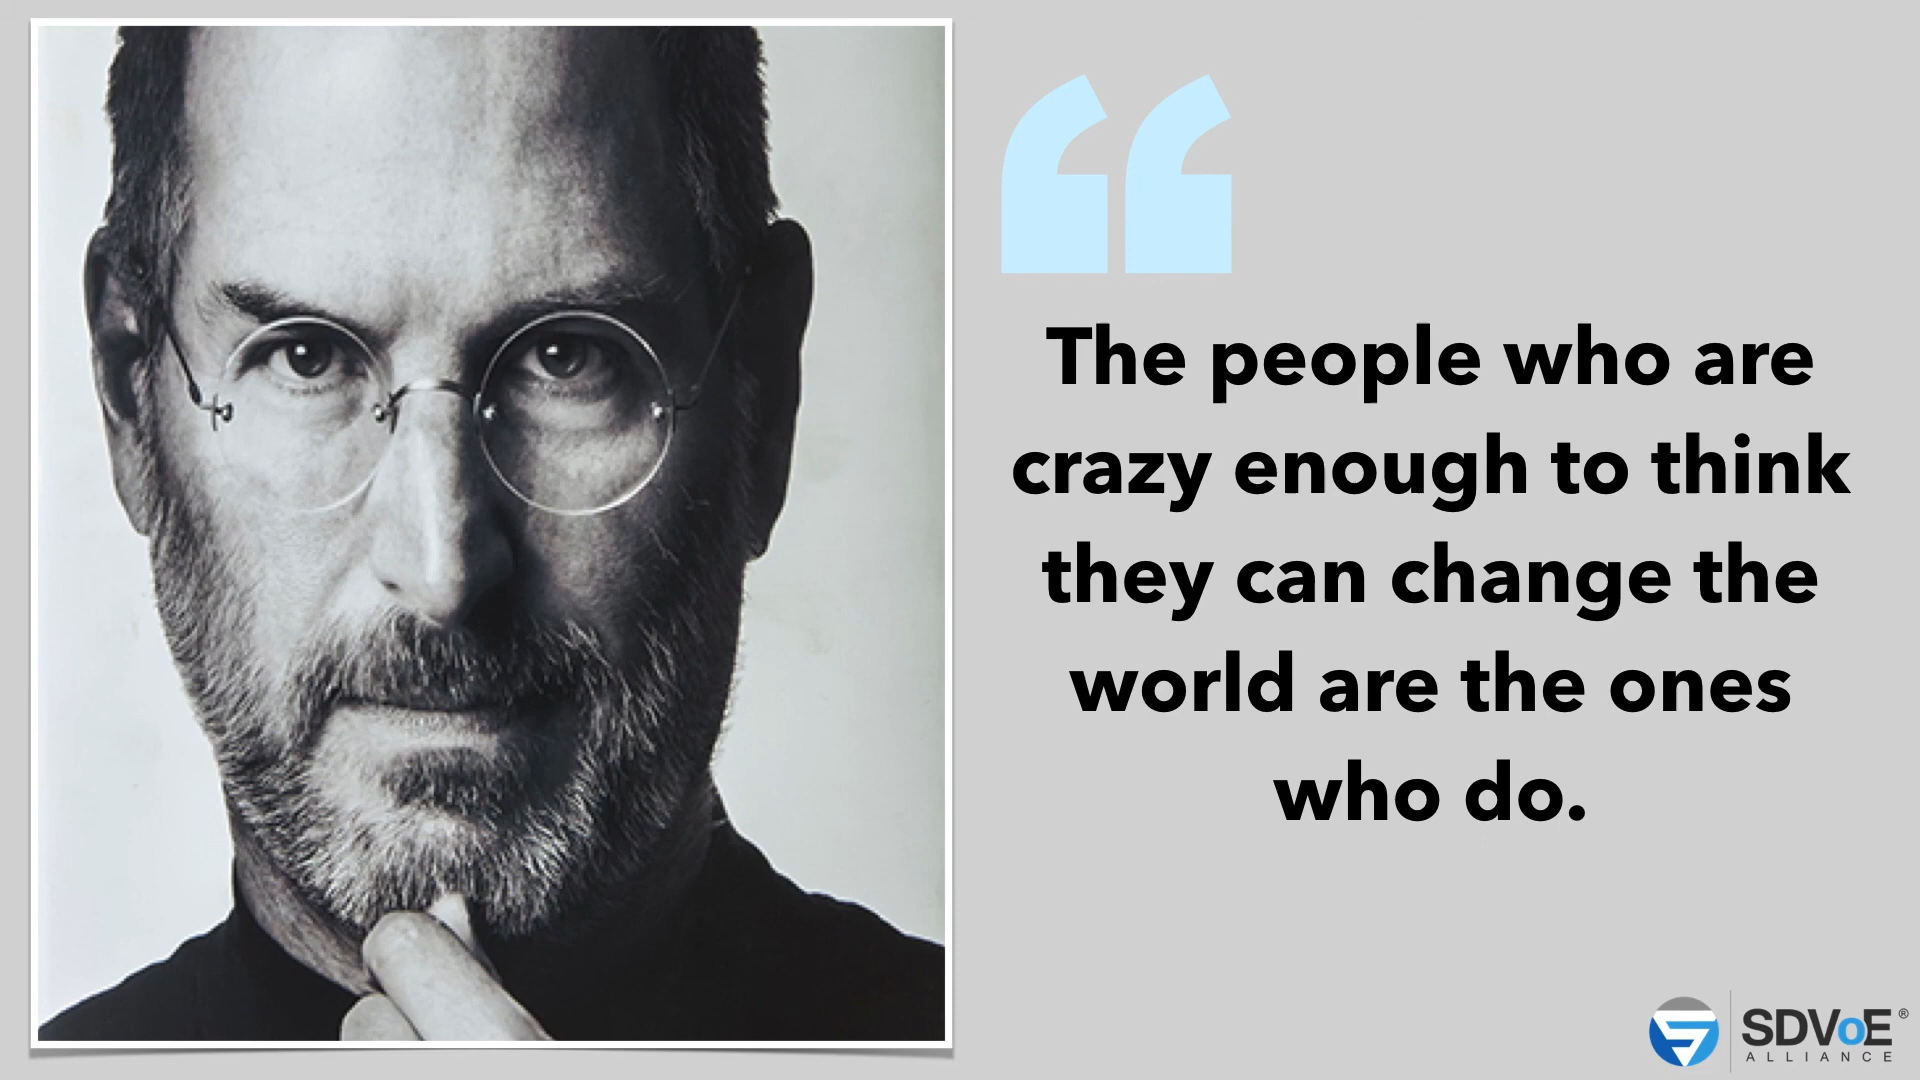 The people who are
crazy enough to think
they can change the
world are the ones
who do.
SDVoE®
ALLIANCE